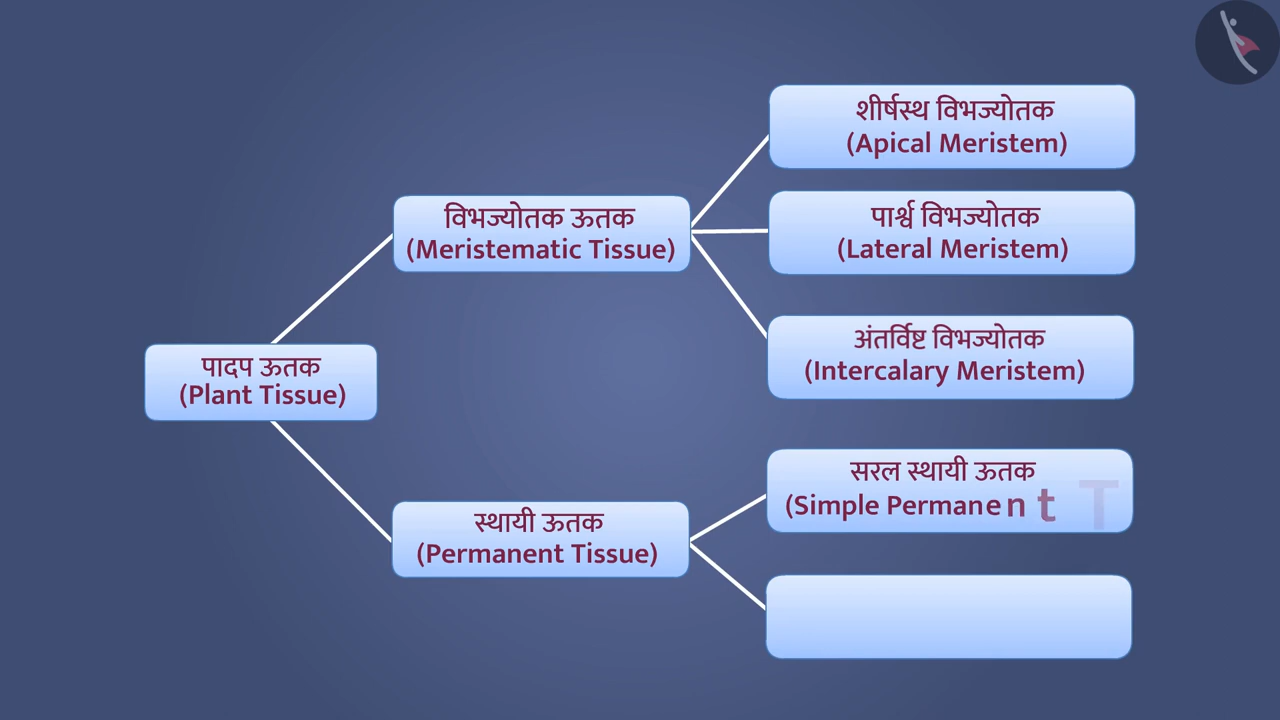 पादप ऊतक
(Plant Tissue)
विभज्योतक ऊतक
(Meristematic Tissue)
स्थायी ऊतक
(Permanent Tissue)
शीर्षस्थ विभज्योतक
(Apical Meristem)
पार्श्व विभज्योतक
(Lateral Meristem)
अंतर्विष्ट विभज्योतक
(Intercalary Meristem)
सरल स्थायी ऊतक
(Simple Permanent T